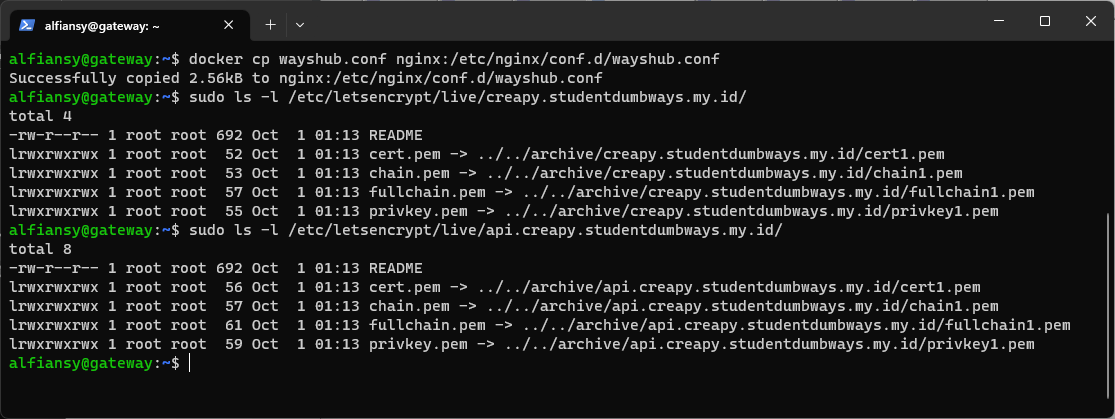 alfiansy@gateway: ~
alfiansy@gateway:~$ docker cp wayshub.conf nginx:/etc/nginx/conf.d/wayshub.conf
Successfully copied 2.56kB to nginx:/etc/nginx/conf.d/wayshub.conf
alfiansy@gateway:~$ sudo ls -l /etc/letsencrypt/live/creapy.studentdumbways.my.id/
total 4
-rw-r--r-- 1 root root 692 Oct  1 01:13 README
lrwxrwxrwx 1 root root  52 Oct  1 01:13 cert.pem -> ../../archive/creapy.studentdumbways.my.id/cert1.pem
lrwxrwxrwx 1 root root  53 Oct  1 01:13 chain.pem -> ../../archive/creapy.studentdumbways.my.id/chain1.pem
lrwxrwxrwx 1 root root  57 Oct  1 01:13 fullchain.pem -> ../../archive/creapy.studentdumbways.my.id/fullchain1.pem
lrwxrwxrwx 1 root root  55 Oct  1 01:13 privkey.pem -> ../../archive/creapy.studentdumbways.my.id/privkey1.pem
alfiansy@gateway:~$ sudo ls -l /etc/letsencrypt/live/api.creapy.studentdumbways.my.id/
total 8
-rw-r--r-- 1 root root 692 Oct  1 01:13 README
lrwxrwxrwx 1 root root  56 Oct  1 01:13 cert.pem -> ../../archive/api.creapy.studentdumbways.my.id/cert1.pem
lrwxrwxrwx 1 root root  57 Oct  1 01:13 chain.pem -> ../../archive/api.creapy.studentdumbways.my.id/chain1.pem
lrwxrwxrwx 1 root root  61 Oct  1 01:13 fullchain.pem -> ../../archive/api.creapy.studentdumbways.my.id/fullchain1.pem
lrwxrwxrwx 1 root root  59 Oct  1 01:13 privkey.pem -> ../../archive/api.creapy.studentdumbways.my.id/privkey1.pem
alfiansy@gateway:~$